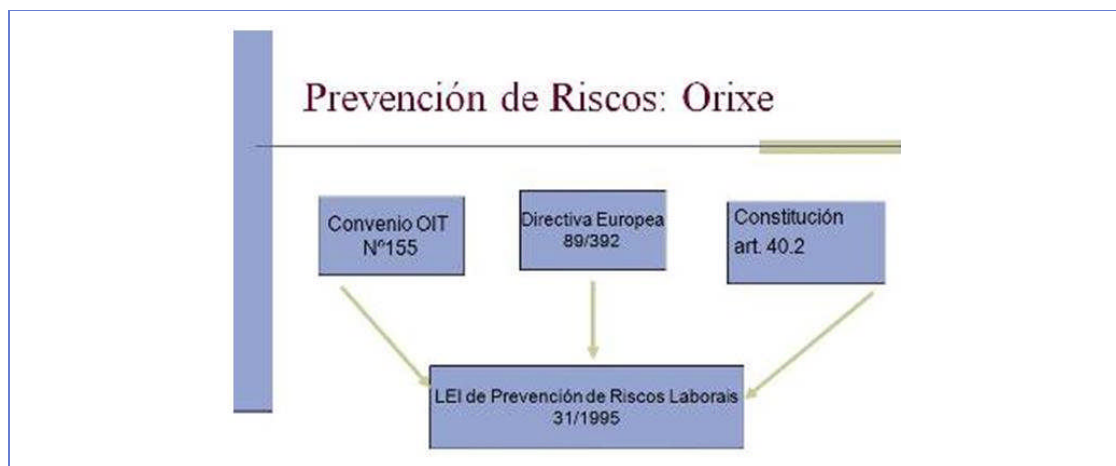 Prevención de Riscos: Orixe
Convenio OIT
Nº155
Directiva Europea
89/392
Constitución
art. 40.2
LEI de Prevención de Riscos Laborais
31/1995